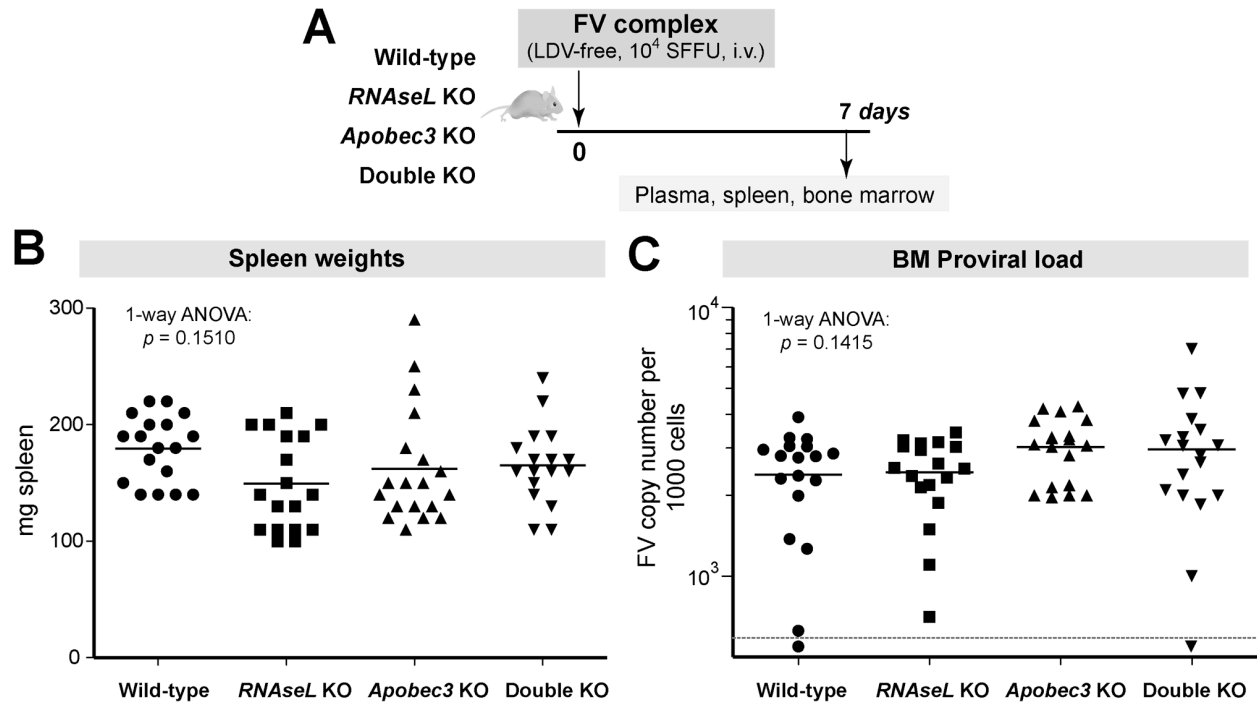 A
FV complex
(LDV-free, 10⁴ SFFU, i.v.)
Wild-type
RNAseL KO
Apobec3 KO
Double KO
0
7 days
Plasma, spleen, bone marrow
B
Spleen weights
1-way ANOVA:
p = 0.1510
mg spleen
300
200
100
0
Wild-type
RNAseL KO
Apobec3 KO
Double KO
C
BM Proviral load
1-way ANOVA:
p = 0.1415
FV copy number per
1000 cells
10⁴
10³
Wild-type
RNAseL KO
Apobec3 KO
Double KO